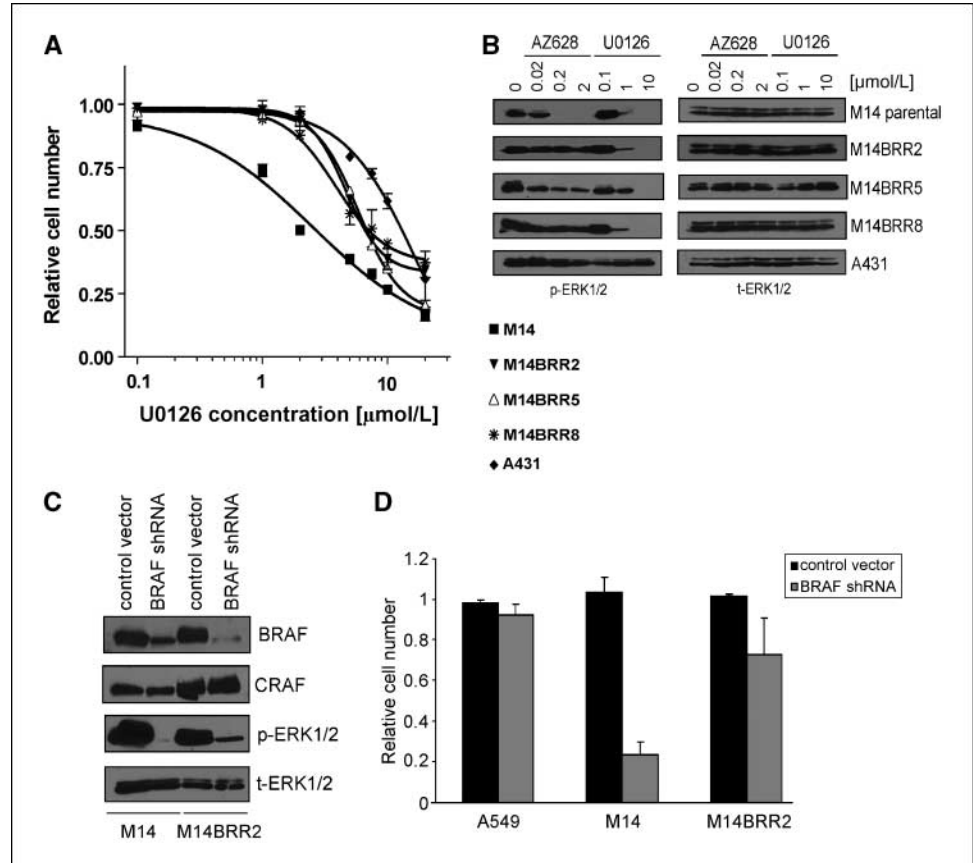 A
1.00
0.75
0.50
0.25
0.00
Relative cell number
0.1
1
10
U0126 concentration [μmol/L]
B
AZ628 U0126 AZ628 U0126
0 0.02 0.2 2 0.1 1 10 0 0.02 0.2 2 0.1 1 10 [μmol/L]
M14 parental
M14BRR2
M14BRR5
M14BRR8
A431
p-ERK1/2 t-ERK1/2
M14
M14BRR2
M14BRR5
M14BRR8
A431
C
control vector
BRAF shRNA
control vector
BRAF shRNA
BRAF
CRAF
p-ERK1/2
t-ERK1/2
M14 M14BRR2
D
1.2
1
0.8
0.6
0.4
0.2
0
Relative cell number
A549 M14 M14BRR2
control vector
BRAF shRNA